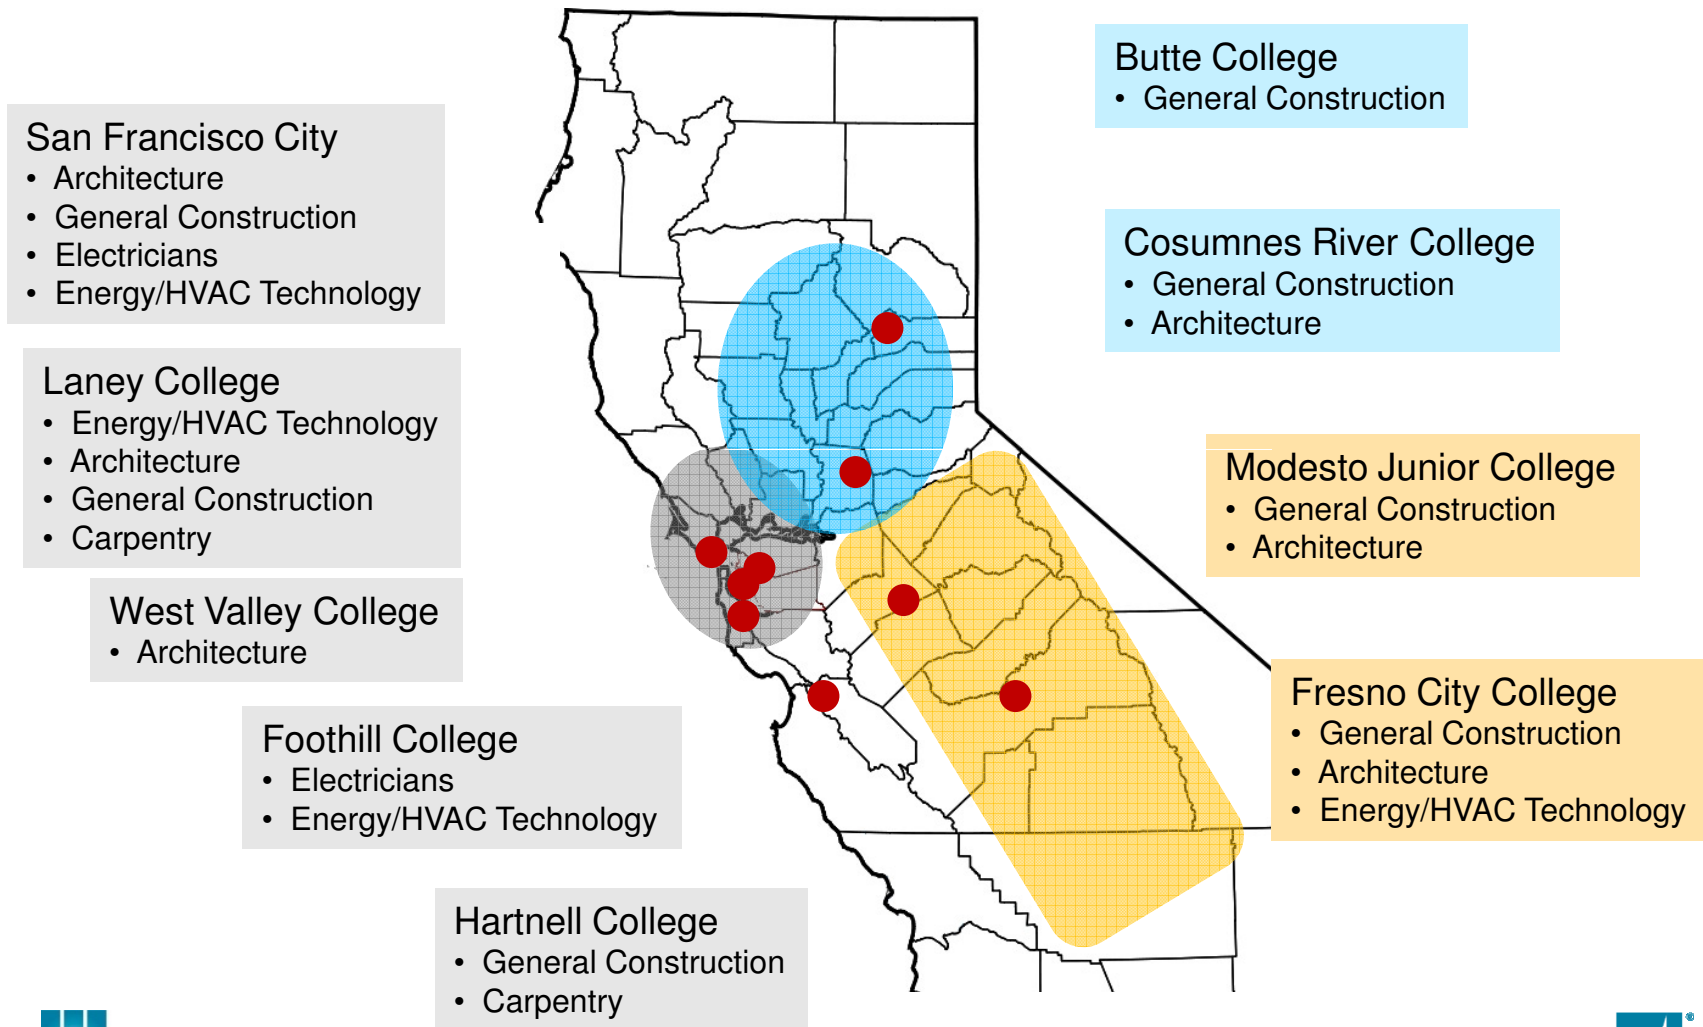 San Francisco City
• Architecture
• General Construction
• Electricians
• Energy/HVAC Technology
Laney College
• Energy/HVAC Technology
• Architecture
• General Construction
• Carpentry
West Valley College
• Architecture
Foothill College
• Electricians
• Energy/HVAC Technology
Hartnell College
• General Construction
• Carpentry
Butte College
• General Construction
Cosumnes River College
• General Construction
• Architecture
Modesto Junior College
• General Construction
• Architecture
Fresno City College
• General Construction
• Architecture
• Energy/HVAC Technology
®